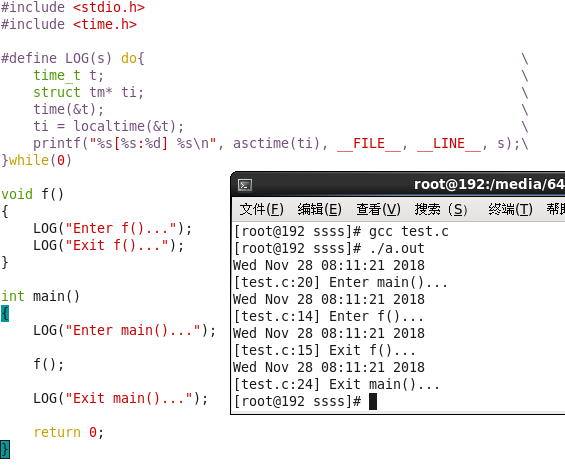 #include <stdio.h>
#include <time.h>
#define LOG(s) do{ \
time_t t; \
struct tm* ti; \
time(&t); \
ti = localtime(&t); \
printf("%s[%s:%d] %s\n", asctime(ti), __FILE__, __LINE__, s);\
}while(0)
void f()
{
LOG("Enter f()...");
LOG("Exit f()...");
}
int main()
{
LOG("Enter main()...");
f();
LOG("Exit main()...");
return 0;
}
root@192:/media/64
文件(F) 编辑(E) 查看(V) 搜索 (S) 终端(T) 帮助
[root@192 ssss]# gcc test.c
[root@192 ssss]# ./a.out
Wed Nov 28 08:11:21 2018
[test.c:20] Enter main()...
Wed Nov 28 08:11:21 2018
[test.c:14] Enter f()...
Wed Nov 28 08:11:21 2018
[test.c:15] Exit f()...
Wed Nov 28 08:11:21 2018
[test.c:24] Exit main()...
[root@192 ssss]#